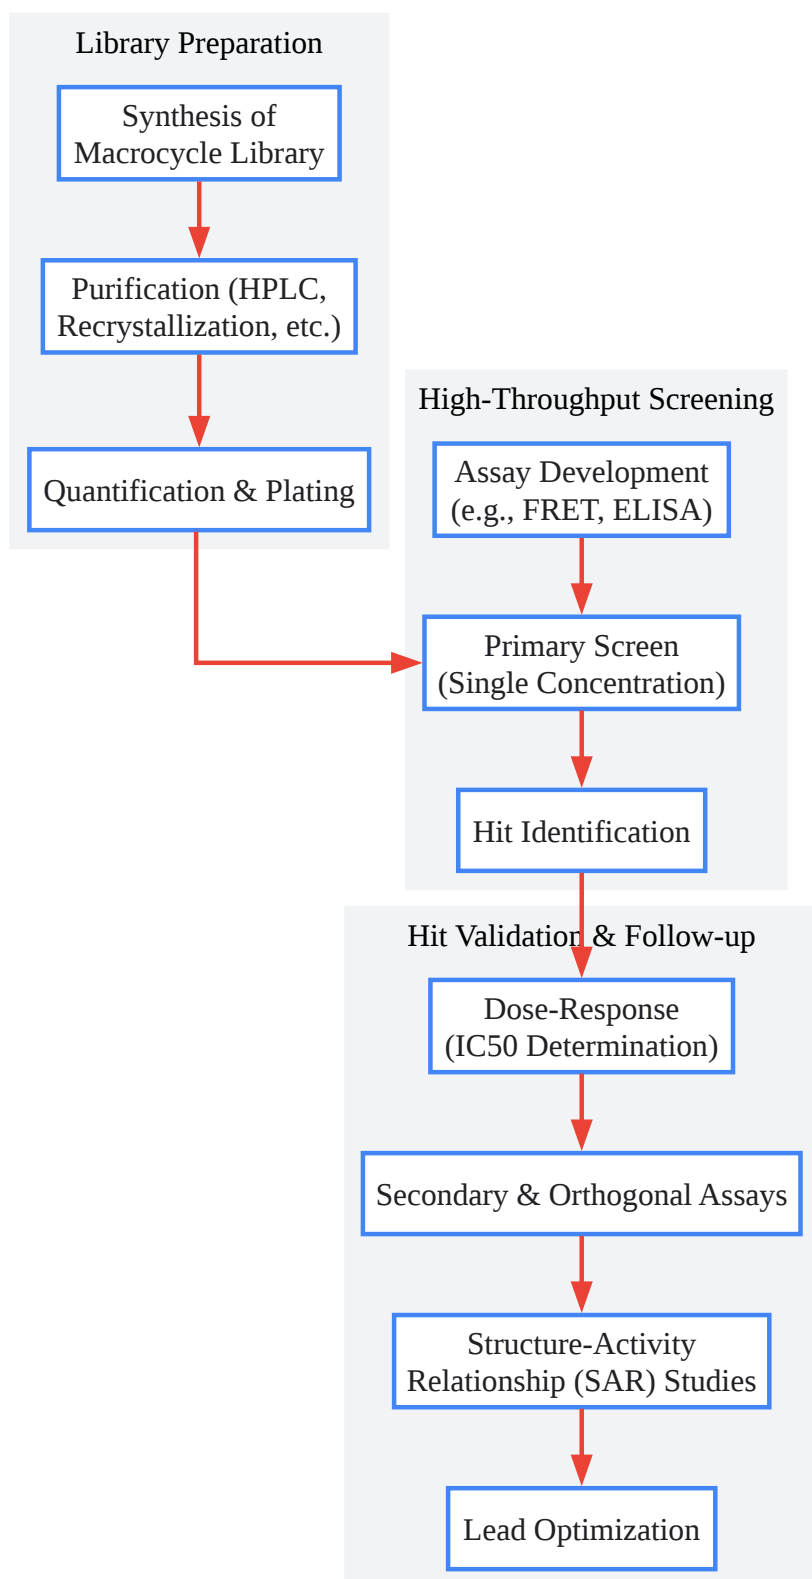 Library Preparation
Synthesis of
Macrocycle Library
Purification (HPLC,
Recrystallization, etc.)
Quantification & Plating
High-Throughput Screening
Assay Development
(e.g., FRET, ELISA)
Primary Screen
(Single Concentration)
Hit Identification
Hit Validation & Follow-up
Dose-Response
(IC50 Determination)
Secondary & Orthogonal Assays
Structure-Activity
Relationship (SAR) Studies
Lead Optimization